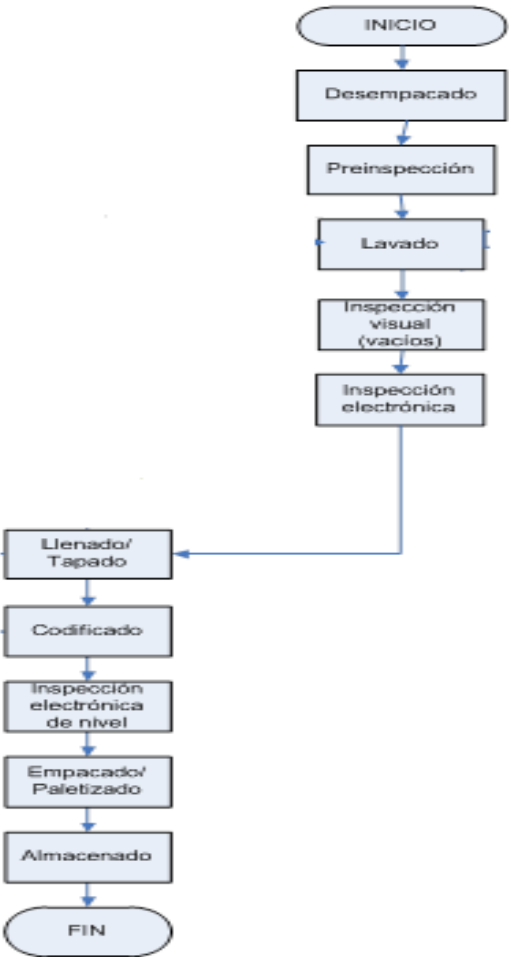 INICIO
Desempacado
Preinspección
Lavado
Inspección
visual
(vacíos)
Inspección
electrónica
Llenado/
Tapado
Codificado
Inspección
electrónica
de nivel
Empacado/
Paletizado
Almacenado
FIN